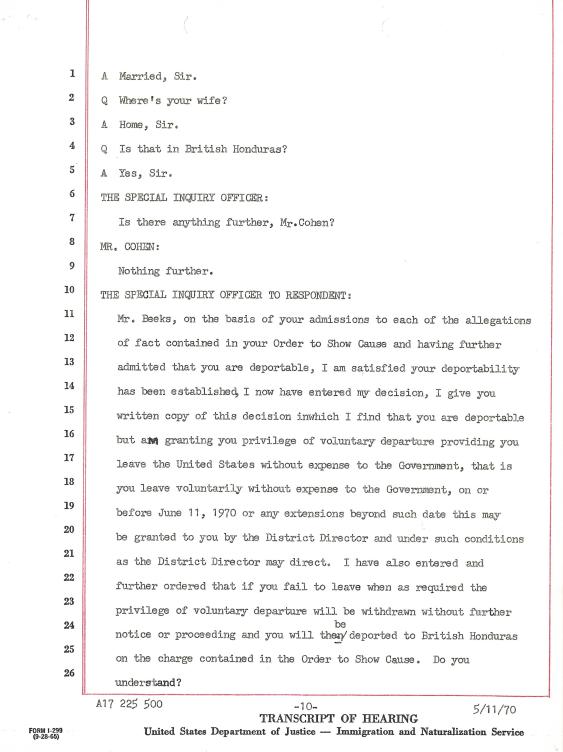 1 A Married, Sir.
2 Q Where's your wife?
3 A Home, Sir.
4 Q Is that in British Honduras?
5 A Yes, Sir.
6 THE SPECIAL INQUIRY OFFICER:
7 Is there anything further, Mr.Cohen?
8 MR. COHEN:
9 Nothing further.
10 THE SPECIAL INQUIRY OFFICER TO RESPONDENT:
11 Mr. Beeks, on the basis of your admissions to each of the allegations
12 of fact contained in your Order to Show Cause and having further
13 admitted that you are deportable, I am satisfied your deportability
14 has been established, I now have entered my decision, I give you
15 written copy of this decision inwhich I find that you are deportable
16 but am granting you privilege of voluntary departure providing you
17 leave the United States without expense to the Government, that is
18 you leave voluntarily without expense to the Government, on or
19 before June 11, 1970 or any extensions beyond such date this may
20 be granted to you by the District Director and under such conditions
21 as the District Director may direct. I have also entered and
22 further ordered that if you fail to leave when as required the
23 privilege of voluntary departure will be withdrawn without further
be
24 notice or proceeding and you will then/deported to British Honduras
25 on the charge contained in the Order to Show Cause. Do you
26 understand?
A17 225 500 -10- 5/11/70
TRANSCRIPT OF HEARING
FORM I-299
(9-28-65)
United States Department of Justice — Immigration and Naturalization Service